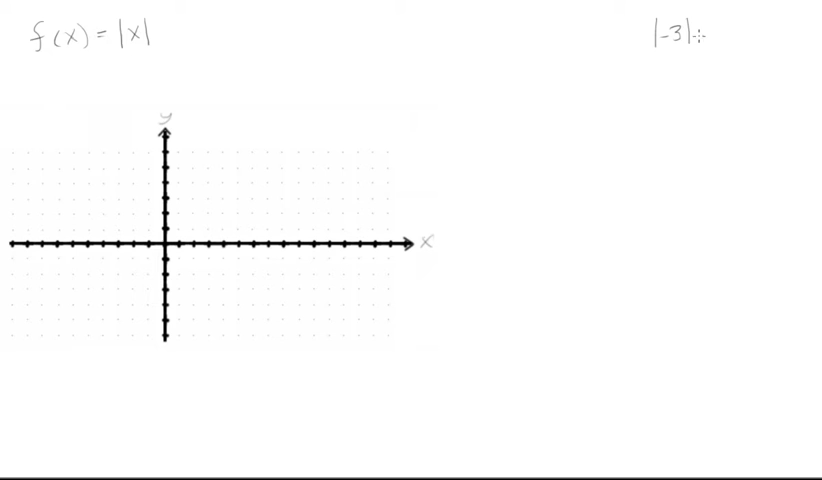 f(x) = |x|
|-3|
y
x